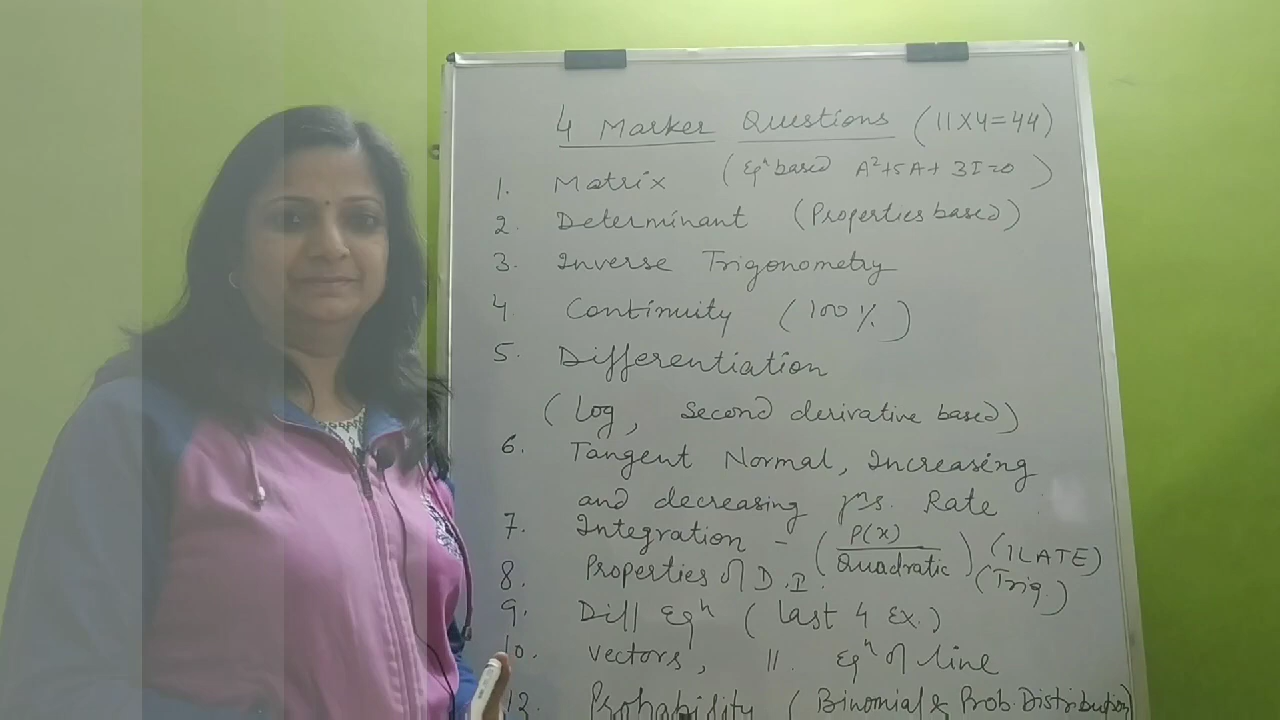 4 Marker Questions (11X4=44)
1. Matrix (Eqⁿ based A²+5A+3I=0)
2. Determinant (Properties based)
3. Inverse Trigonometry
4 Continuity (100%)
5. Differentiation
(Log, Second derivative based)
6. Tangent Normal, Increasing
and decreasing fns. Rate
7. Integration - (P(x)/Quadratic) (ILATE)
8. Properties of D.I. (Trig.)
9. Diff Eqⁿ (last 4 Ex.)
10. Vectors, 11. Eqⁿ of line
12. Probability (Binomial & Prob. Distribution)